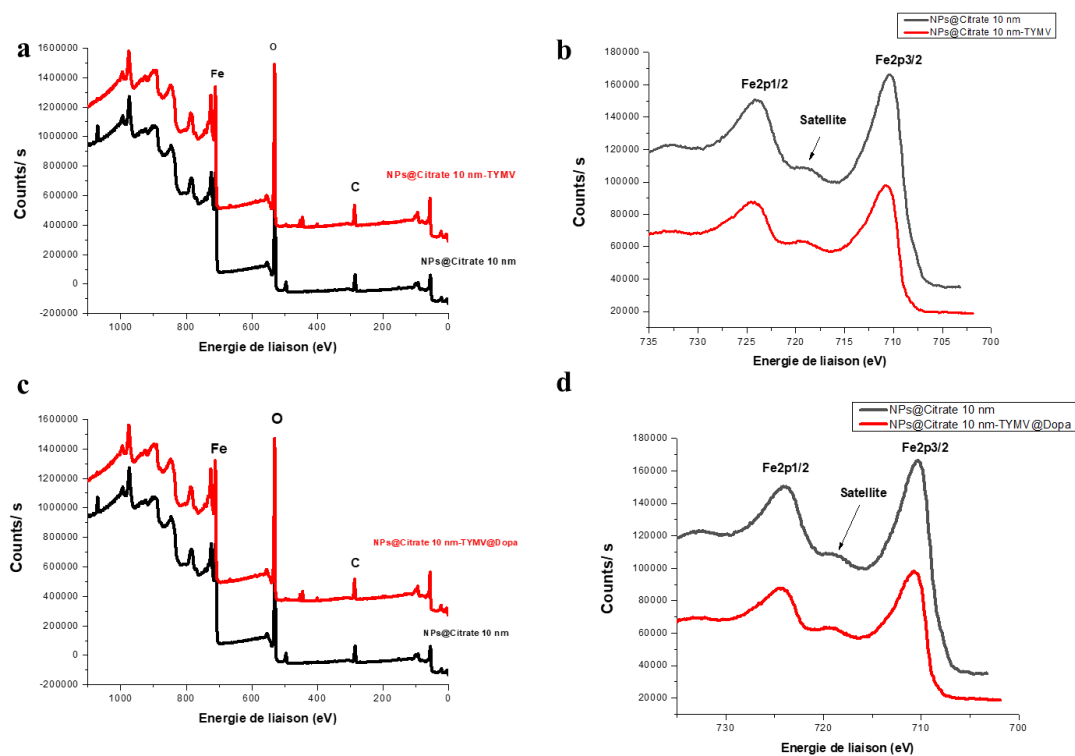 a
1600000
1400000
1200000
1000000
800000
600000
400000
200000
0
-200000
Counts/ s
Fe
O
C
NPs@Citrate 10 nm-TYMV
NPs@Citrate 10 nm
1000
800
600
400
200
0
Energie de liaison (eV)
b
NPs@Citrate 10 nm
NPs@Citrate 10 nm-TYMV
180000
160000
140000
120000
100000
80000
60000
40000
20000
Counts/ s
Fe2p1/2
Satellite
Fe2p3/2
735
730
725
720
715
710
705
700
Energie de liaison (eV)
c
1600000
1400000
1200000
1000000
800000
600000
400000
200000
0
-200000
Counts/ s
Fe
O
C
NPs@Citrate 10 nm-TYMV@Dopa
NPs@Citrate 10 nm
1000
800
600
400
200
0
Energie de liaison (eV)
d
NPs@Citrate 10 nm
NPs@Citrate 10 nm-TYMV@Dopa
180000
160000
140000
120000
100000
80000
60000
40000
20000
Counts/ s
Fe2p1/2
Satellite
Fe2p3/2
730
720
710
700
Energie de liaison (eV)